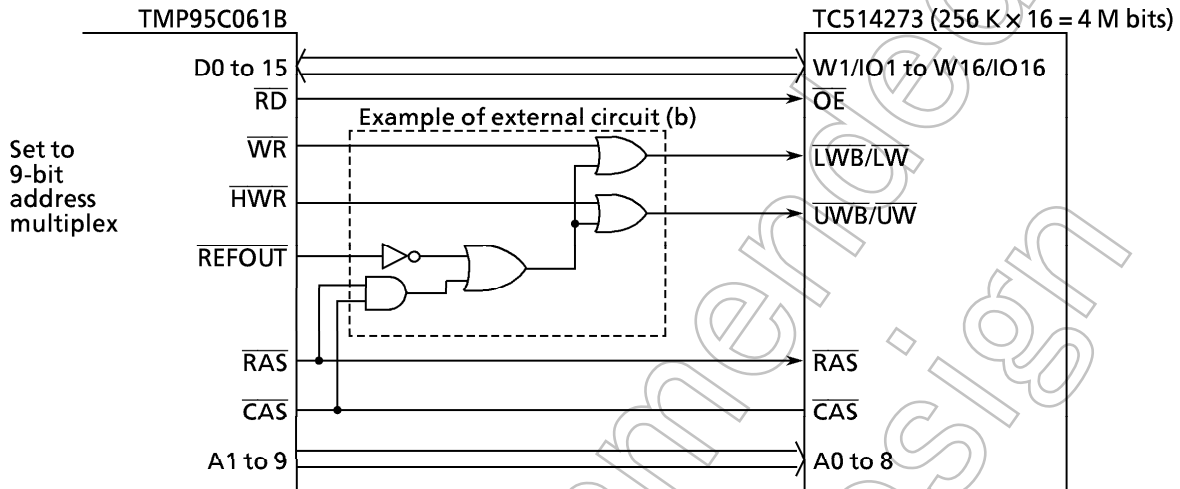 TMP95C061B
TC514273 (256 K × 16 = 4 M bits)
D0 to 15
W1/IO1 to W16/IO16
RD
OE
Example of external circuit (b)
Set to
9-bit
address
multiplex
WR
LWB/LW
HWR
UWB/UW
REFOUT
RAS
RAS
CAS
CAS
A1 to 9
A0 to 8